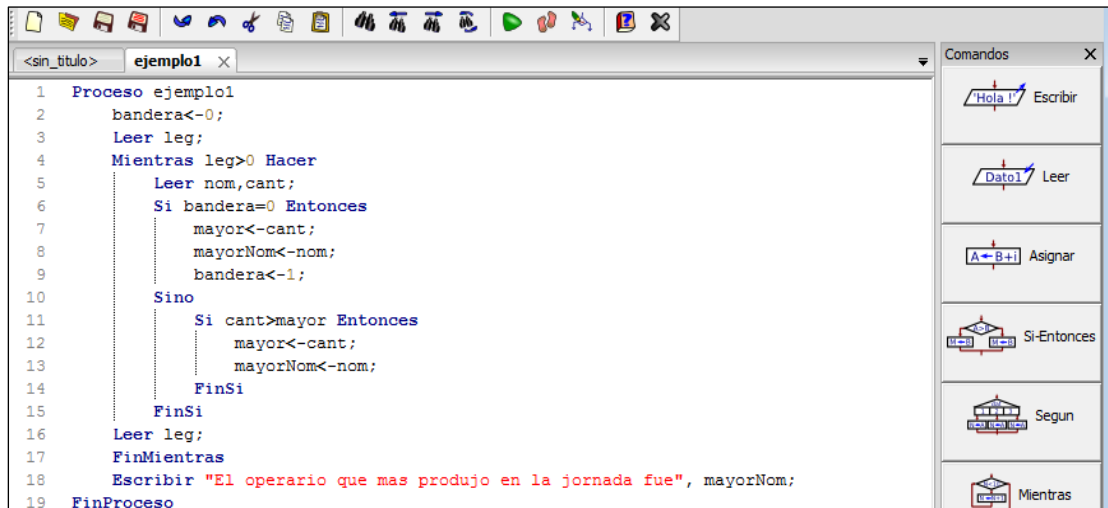 <sin_titulo> ejemplo1
Comandos
1 Proceso ejemplo1
2 bandera<-0;
3 Leer leg;
4 Mientras leg>0 Hacer
5 Leer nom,cant;
6 Si bandera=0 Entonces
7 mayor<-cant;
8 mayorNom<-nom;
9 bandera<-1;
10 Sino
11 Si cant>mayor Entonces
12 mayor<-cant;
13 mayorNom<-nom;
14 FinSi
15 FinSi
16 Leer leg;
17 FinMientras
18 Escribir "El operario que mas produjo en la jornada fue", mayorNom;
19 FinProceso
'Hola !' Escribir
Dato1 Leer
A←B+i Asignar
Si-Entonces
Segun
Mientras